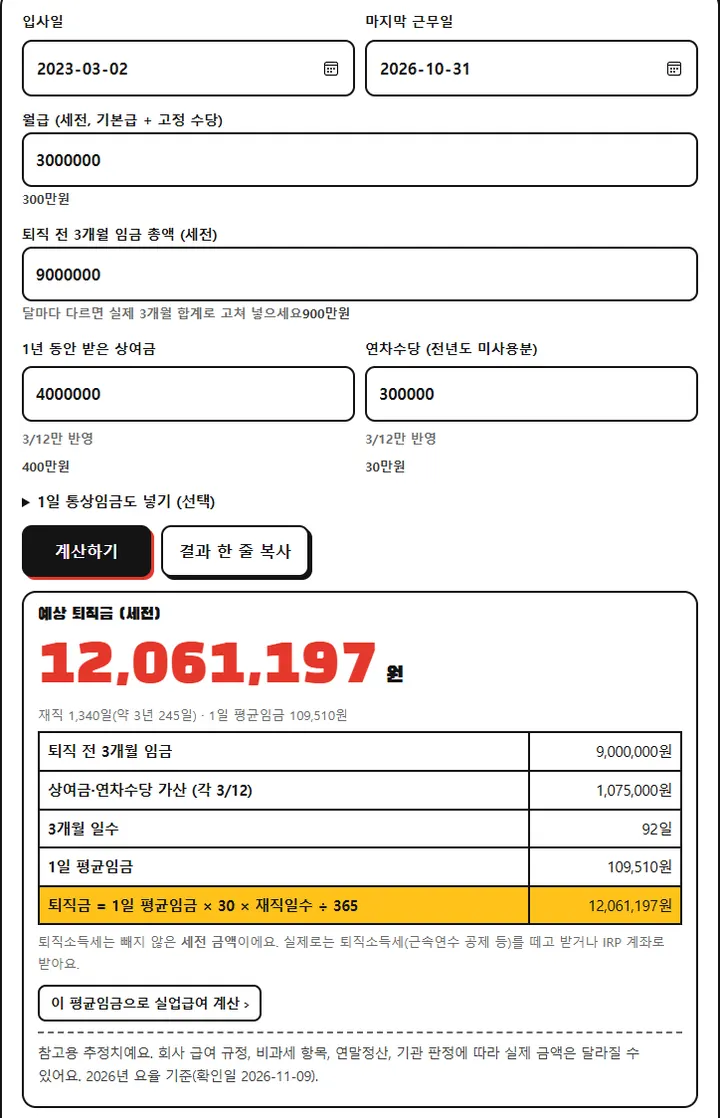 입사일
마지막 근무일
2023-03-02
2026-10-31
월급 (세전, 기본급 + 고정 수당)
3000000
300만원
퇴직 전 3개월 임금 총액 (세전)
9000000
달마다 다르면 실제 3개월 합계로 고쳐 넣으세요900만원
1년 동안 받은 상여금
연차수당 (전년도 미사용분)
4000000
300000
3/12만 반영
3/12만 반영
400만원
30만원
▶ 1일 통상임금도 넣기 (선택)
계산하기
결과 한 줄 복사
예상 퇴직금 (세전)
12,061,197 원
재직 1,340일(약 3년 245일) · 1일 평균임금 109,510원
퇴직 전 3개월 임금
9,000,000원
상여금·연차수당 가산 (각 3/12)
1,075,000원
3개월 일수
92일
1일 평균임금
109,510원
퇴직금 = 1일 평균임금 × 30 × 재직일수 ÷ 365
12,061,197원
퇴직소득세는 빼지 않은 세전 금액이에요. 실제로는 퇴직소득세(근속연수 공제 등)를 떼고 받거나 IRP 계좌로
받아요.
이 평균임금으로 실업급여 계산 ›
참고용 추정치예요. 회사 급여 규정, 비과세 항목, 연말정산, 기관 판정에 따라 실제 금액은 달라질 수
있어요. 2026년 요율 기준(확인일 2026-11-09).